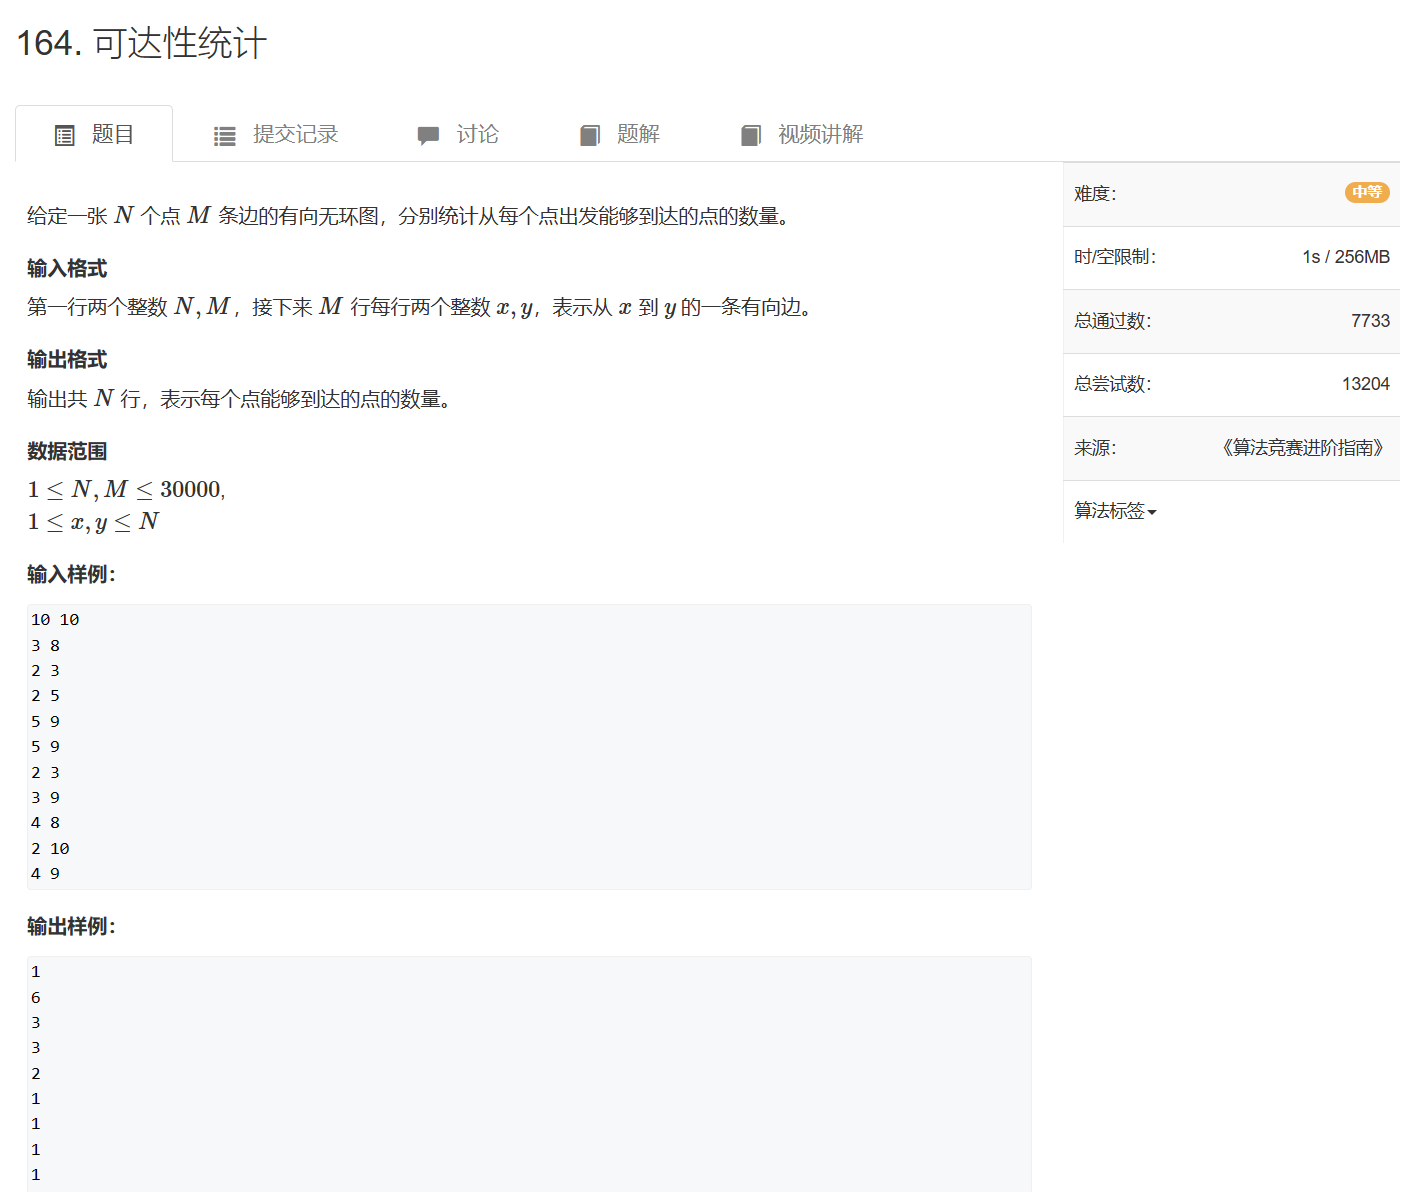 164. 可达性统计
题目
提交记录
讨论
题解
视频讲解
给定一张 N 个点 M 条边的有向无环图，分别统计从每个点出发能够到达的点的数量。
输入格式
第一行两个整数 N, M，接下来 M 行每行两个整数 x, y，表示从 x 到 y 的一条有向边。
输出格式
输出共 N 行，表示每个点能够到达的点的数量。
数据范围
1 ≤ N, M ≤ 30000,
1 ≤ x, y ≤ N
输入样例：
10 10
3 8
2 3
2 5
5 9
5 9
2 3
3 9
4 8
2 10
4 9
输出样例：
1
6
3
3
2
1
1
1
1
难度： 中等
时/空限制： 1s / 256MB
总通过数： 7733
总尝试数： 13204
来源： 《算法竞赛进阶指南》
算法标签